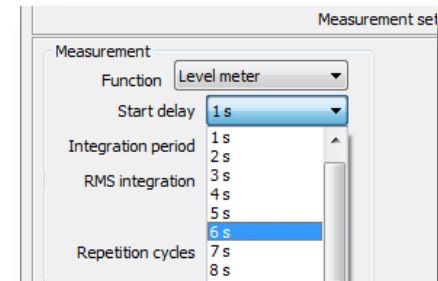 Measurement set
Measurement
Function Level meter
Start delay 1 s
Integration period 1 s
2 s
RMS integration 3 s
4 s
5 s
6 s
Repetition cycles 7 s
8 s